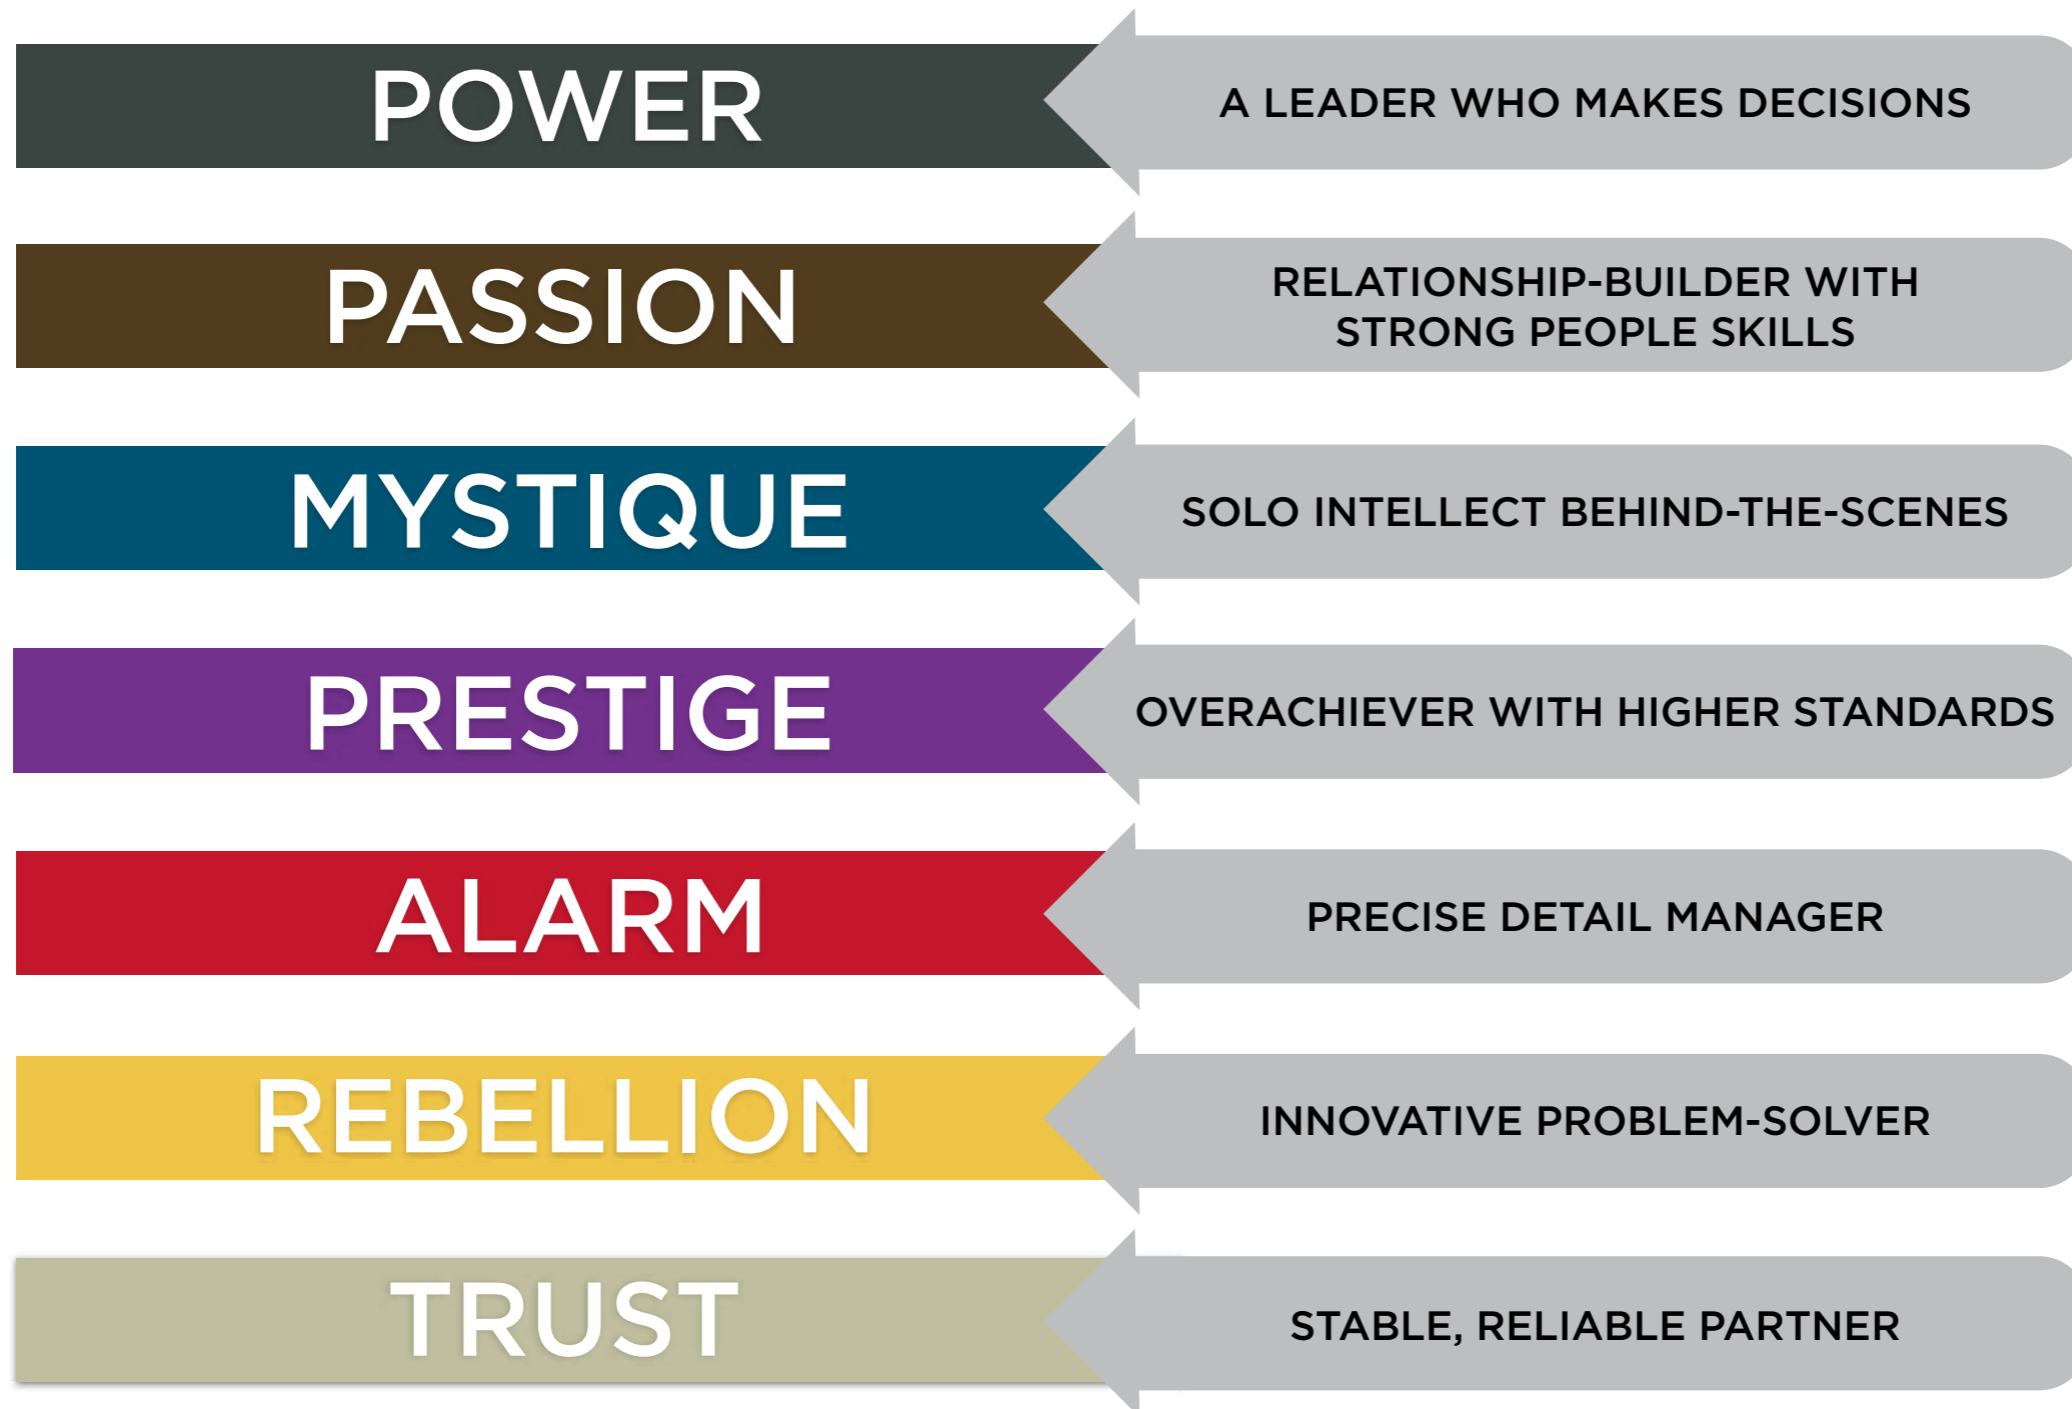 POWER
A LEADER WHO MAKES DECISIONS
PASSION
RELATIONSHIP-BUILDER WITH
STRONG PEOPLE SKILLS
MYSTIQUE
SOLO INTELLECT BEHIND-THE-SCENES
PRESTIGE
OVERACHIEVER WITH HIGHER STANDARDS
ALARM
PRECISE DETAIL MANAGER
REBELLION
INNOVATIVE PROBLEM-SOLVER
TRUST
STABLE, RELIABLE PARTNER